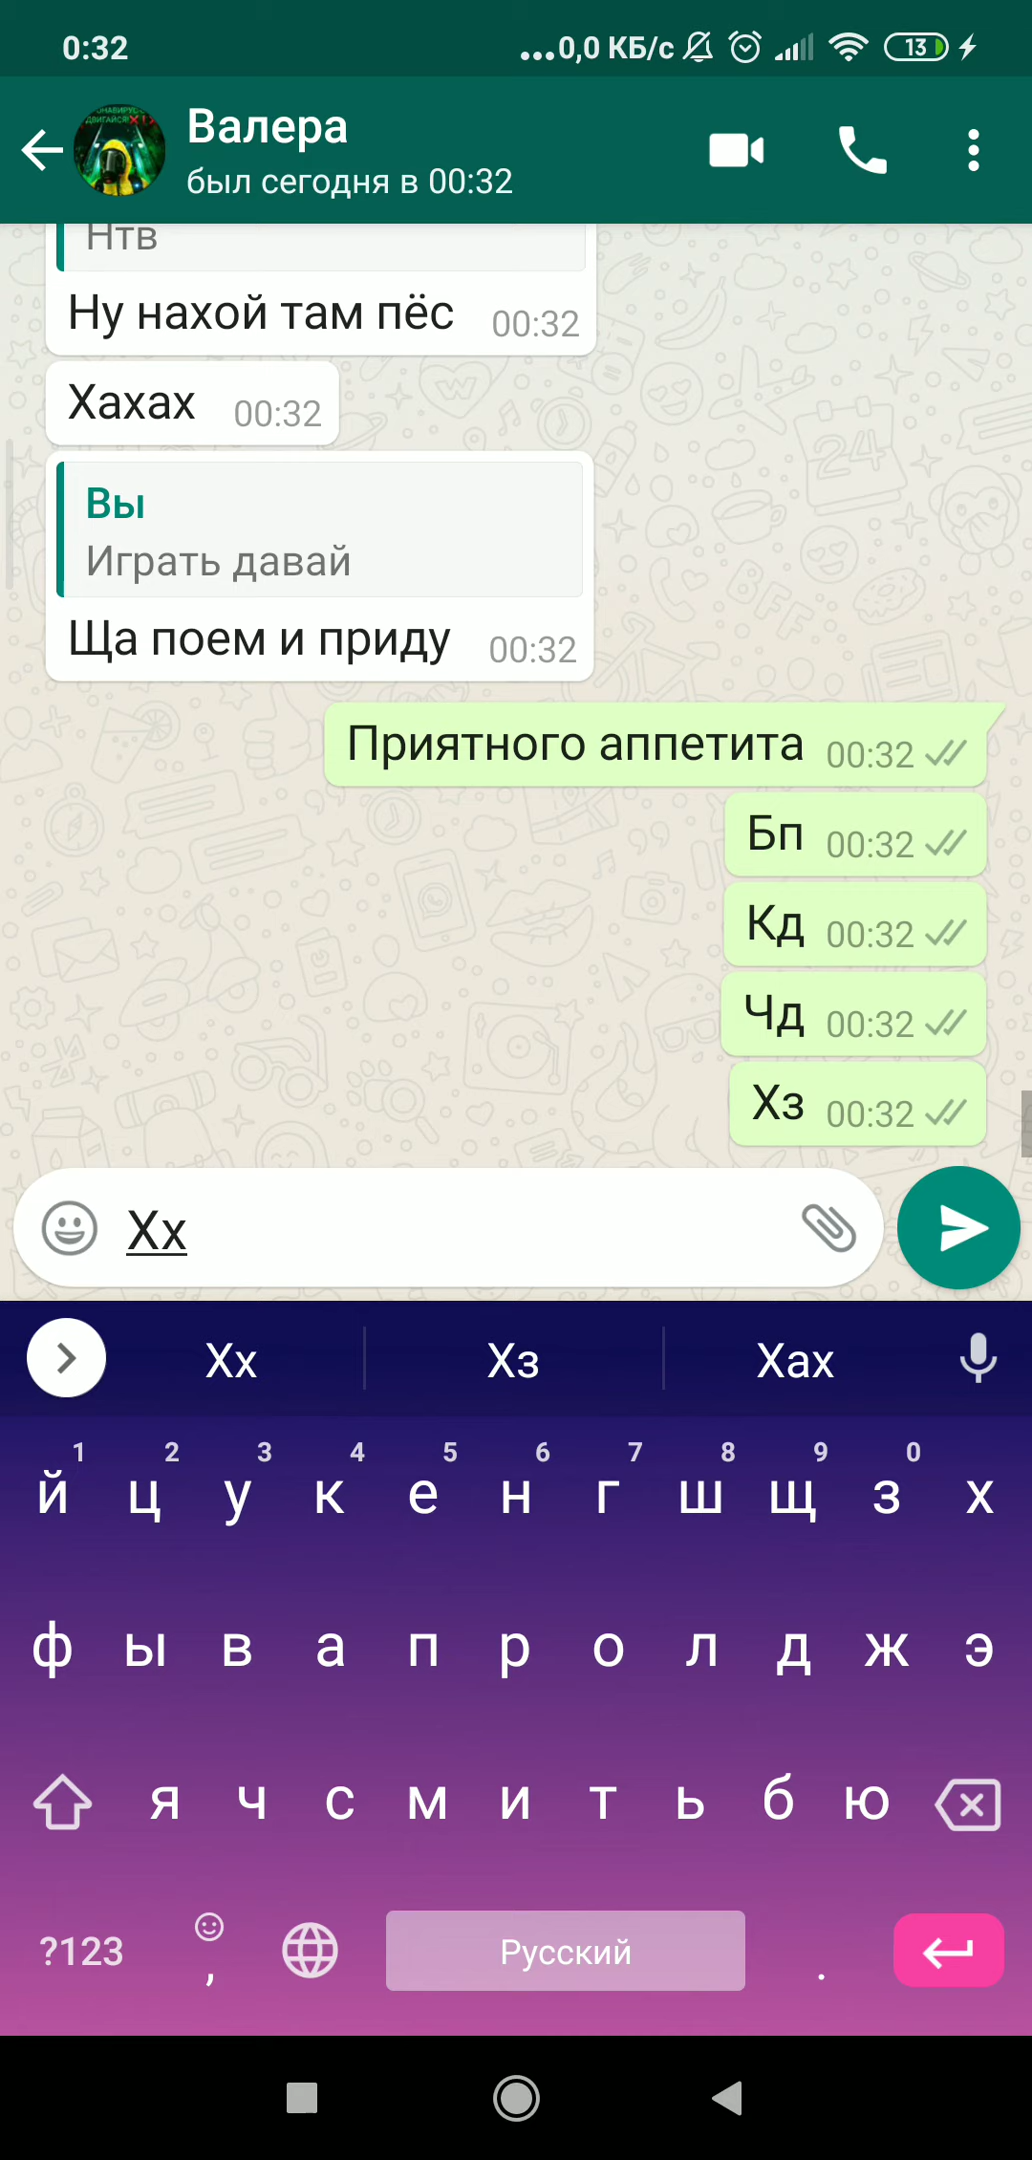 0:32
...0,0 КБ/с 13
Валера
был сегодня в 00:32
Нтв
Ну нахой там пёс 00:32
Хахах 00:32
Вы
Играть давай
Ща поем и приду 00:32
Приятного аппетита 00:32
Бп 00:32
Кд 00:32
Чд 00:32
Хз 00:32
Хх
Хх Хз Хах
1 2 3 4 5 6 7 8 9 0
й ц у к е н г ш щ з х
ф ы в а п р о л д ж э
я ч с м и т ь б ю
?123 , Русский .